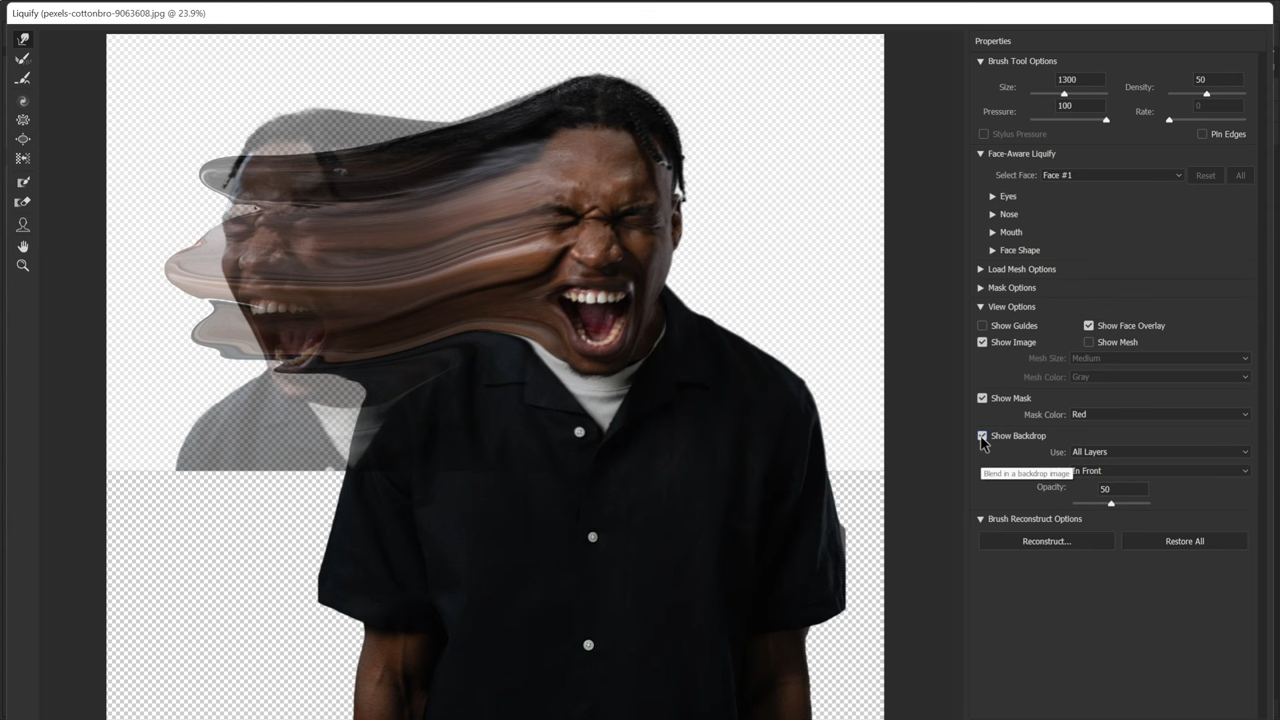 Liquify (pexels-cottonbro-9063608.jpg @ 23.9%)
Properties
Brush Tool Options
Size: 1300 Density: 50
Pressure: 100 Rate: 0
Stylus Pressure Pin Edges
Face-Aware Liquify
Select Face: Face #1 Reset All
Eyes
Nose
Mouth
Face Shape
Load Mesh Options
Mask Options
View Options
Show Guides Show Face Overlay
Show Image Show Mesh
Mesh Size: Medium
Mesh Color: Gray
Show Mask
Mask Color: Red
Show Backdrop
Use: All Layers
Blend in a backdrop image In Front
Opacity: 50
Brush Reconstruct Options
Reconstruct... Restore All